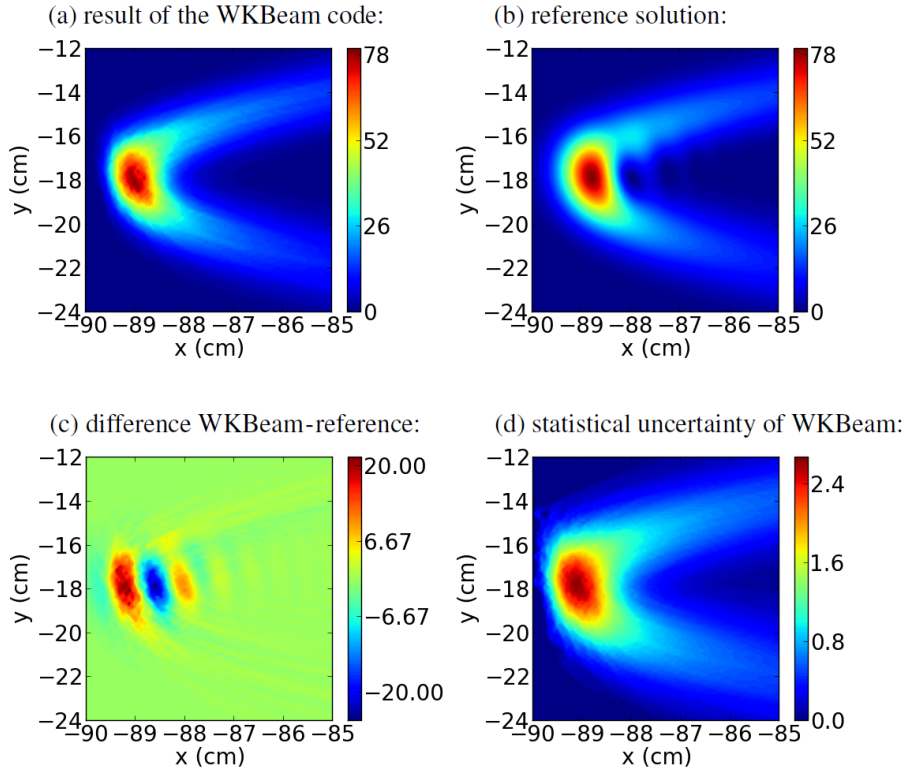 (a) result of the WKBeam code:
(b) reference solution:
−12
−14
−16
−18
−20
−22
−24
y (cm)
−90 −89 −88 −87 −86 −85
x (cm)
78
52
26
0
−12
−14
−16
−18
−20
−22
−24
y (cm)
−90 −89 −88 −87 −86 −85
x (cm)
78
52
26
0
(c) difference WKBeam-reference:
(d) statistical uncertainty of WKBeam:
−12
−14
−16
−18
−20
−22
−24
y (cm)
−90 −89 −88 −87 −86 −85
x (cm)
20.00
6.67
−6.67
−20.00
−12
−14
−16
−18
−20
−22
−24
y (cm)
−90 −89 −88 −87 −86 −85
x (cm)
2.4
1.6
0.8
0.0